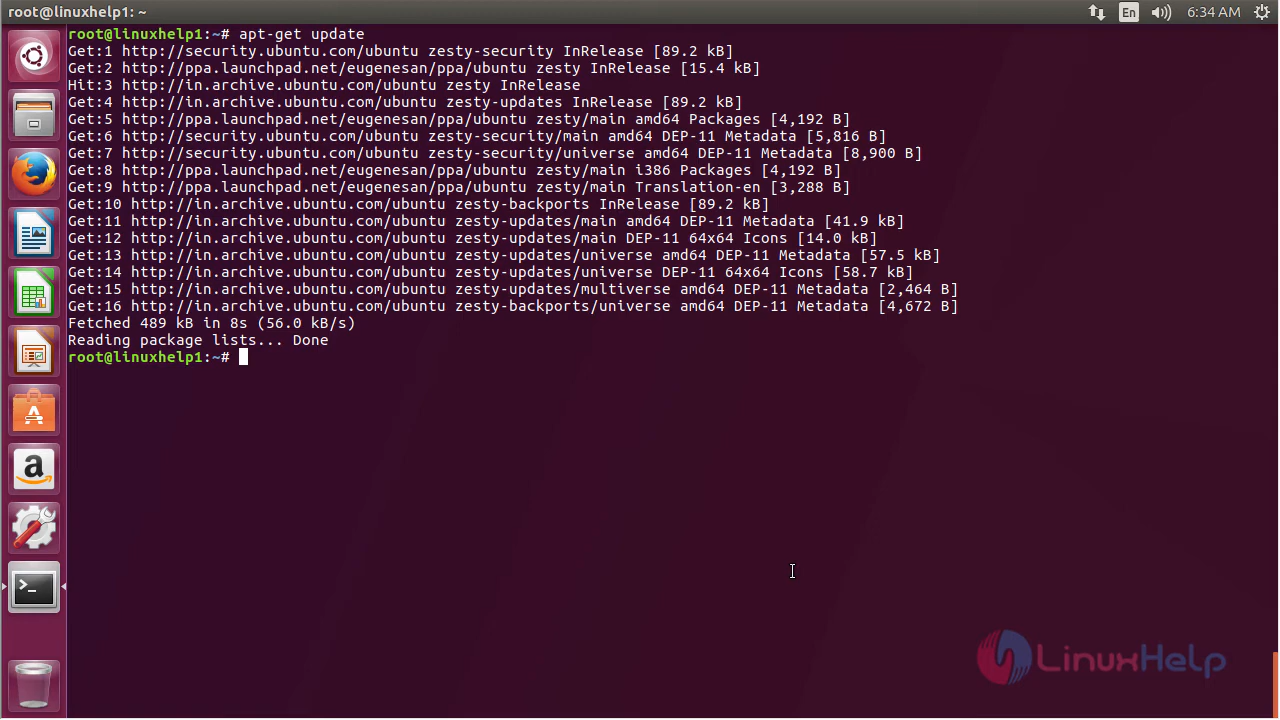 root@linuxhelp1: ~
En 6:34 AM
root@linuxhelp1:~# apt-get update
Get:1 http://security.ubuntu.com/ubuntu zesty-security InRelease [89.2 kB]
Get:2 http://ppa.launchpad.net/eugenesan/ppa/ubuntu zesty InRelease [15.4 kB]
Hit:3 http://in.archive.ubuntu.com/ubuntu zesty InRelease
Get:4 http://in.archive.ubuntu.com/ubuntu zesty-updates InRelease [89.2 kB]
Get:5 http://ppa.launchpad.net/eugenesan/ppa/ubuntu zesty/main amd64 Packages [4,192 B]
Get:6 http://security.ubuntu.com/ubuntu zesty-security/main amd64 DEP-11 Metadata [5,816 B]
Get:7 http://security.ubuntu.com/ubuntu zesty-security/universe amd64 DEP-11 Metadata [8,900 B]
Get:8 http://ppa.launchpad.net/eugenesan/ppa/ubuntu zesty/main i386 Packages [4,192 B]
Get:9 http://ppa.launchpad.net/eugenesan/ppa/ubuntu zesty/main Translation-en [3,288 B]
Get:10 http://in.archive.ubuntu.com/ubuntu zesty-backports InRelease [89.2 kB]
Get:11 http://in.archive.ubuntu.com/ubuntu zesty-updates/main amd64 DEP-11 Metadata [41.9 kB]
Get:12 http://in.archive.ubuntu.com/ubuntu zesty-updates/main DEP-11 64x64 Icons [14.0 kB]
Get:13 http://in.archive.ubuntu.com/ubuntu zesty-updates/universe amd64 DEP-11 Metadata [57.5 kB]
Get:14 http://in.archive.ubuntu.com/ubuntu zesty-updates/universe DEP-11 64x64 Icons [58.7 kB]
Get:15 http://in.archive.ubuntu.com/ubuntu zesty-updates/multiverse amd64 DEP-11 Metadata [2,464 B]
Get:16 http://in.archive.ubuntu.com/ubuntu zesty-backports/universe amd64 DEP-11 Metadata [4,672 B]
Fetched 489 kB in 8s (56.0 kB/s)
Reading package lists... Done
root@linuxhelp1:~#
LinuxHelp